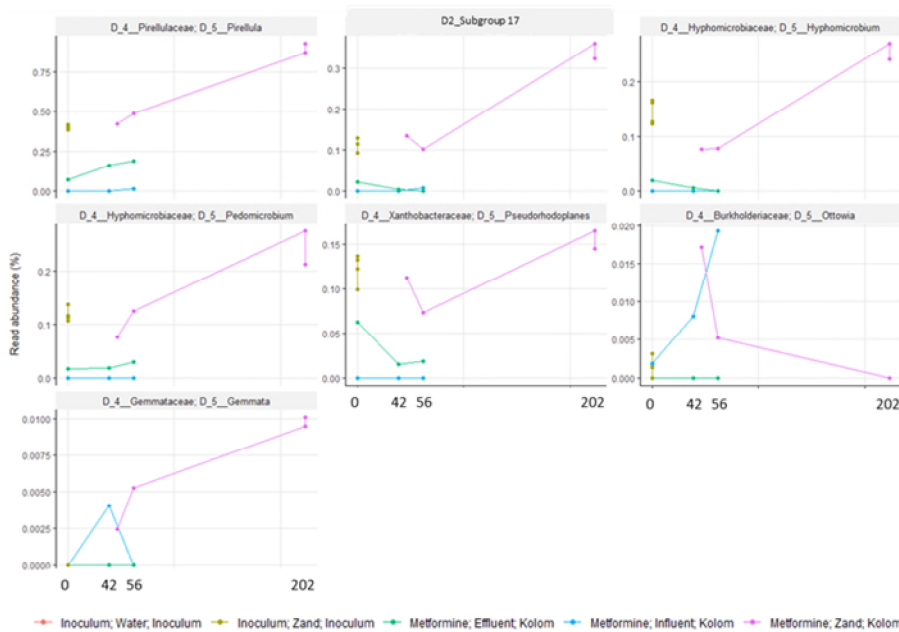 D_4__Pirellulaceae; D_5__Pirellula
D2_Subgroup 17
D_4__Hyphomicrobiaceae; D_5__Hyphomicrobium
0.75
0.50
0.25
0.00
0.3
0.2
0.1
0.0
0.2
0.1
0.0
D_4__Hyphomicrobiaceae; D_5__Pedomicrobium
D_4__Xanthobacteraceae; D_5__Pseudorhodoplanes
D_4__Burkholderiaceae; D_5__Ottowia
Read abundance (%)
0.2
0.1
0.0
0.15
0.10
0.05
0.00
0.020
0.015
0.010
0.005
0.000
0 42 56 202
0 42 56 202
D_4__Gemmataceae; D_5__Gemmata
0.0100
0.0075
0.0050
0.0025
0.0000
0 42 56 202
Inoculum; Water; Inoculum
Inoculum; Zand; Inoculum
Metformine; Effluent; Kolom
Metformine; Influent; Kolom
Metformine; Zand; Kolom